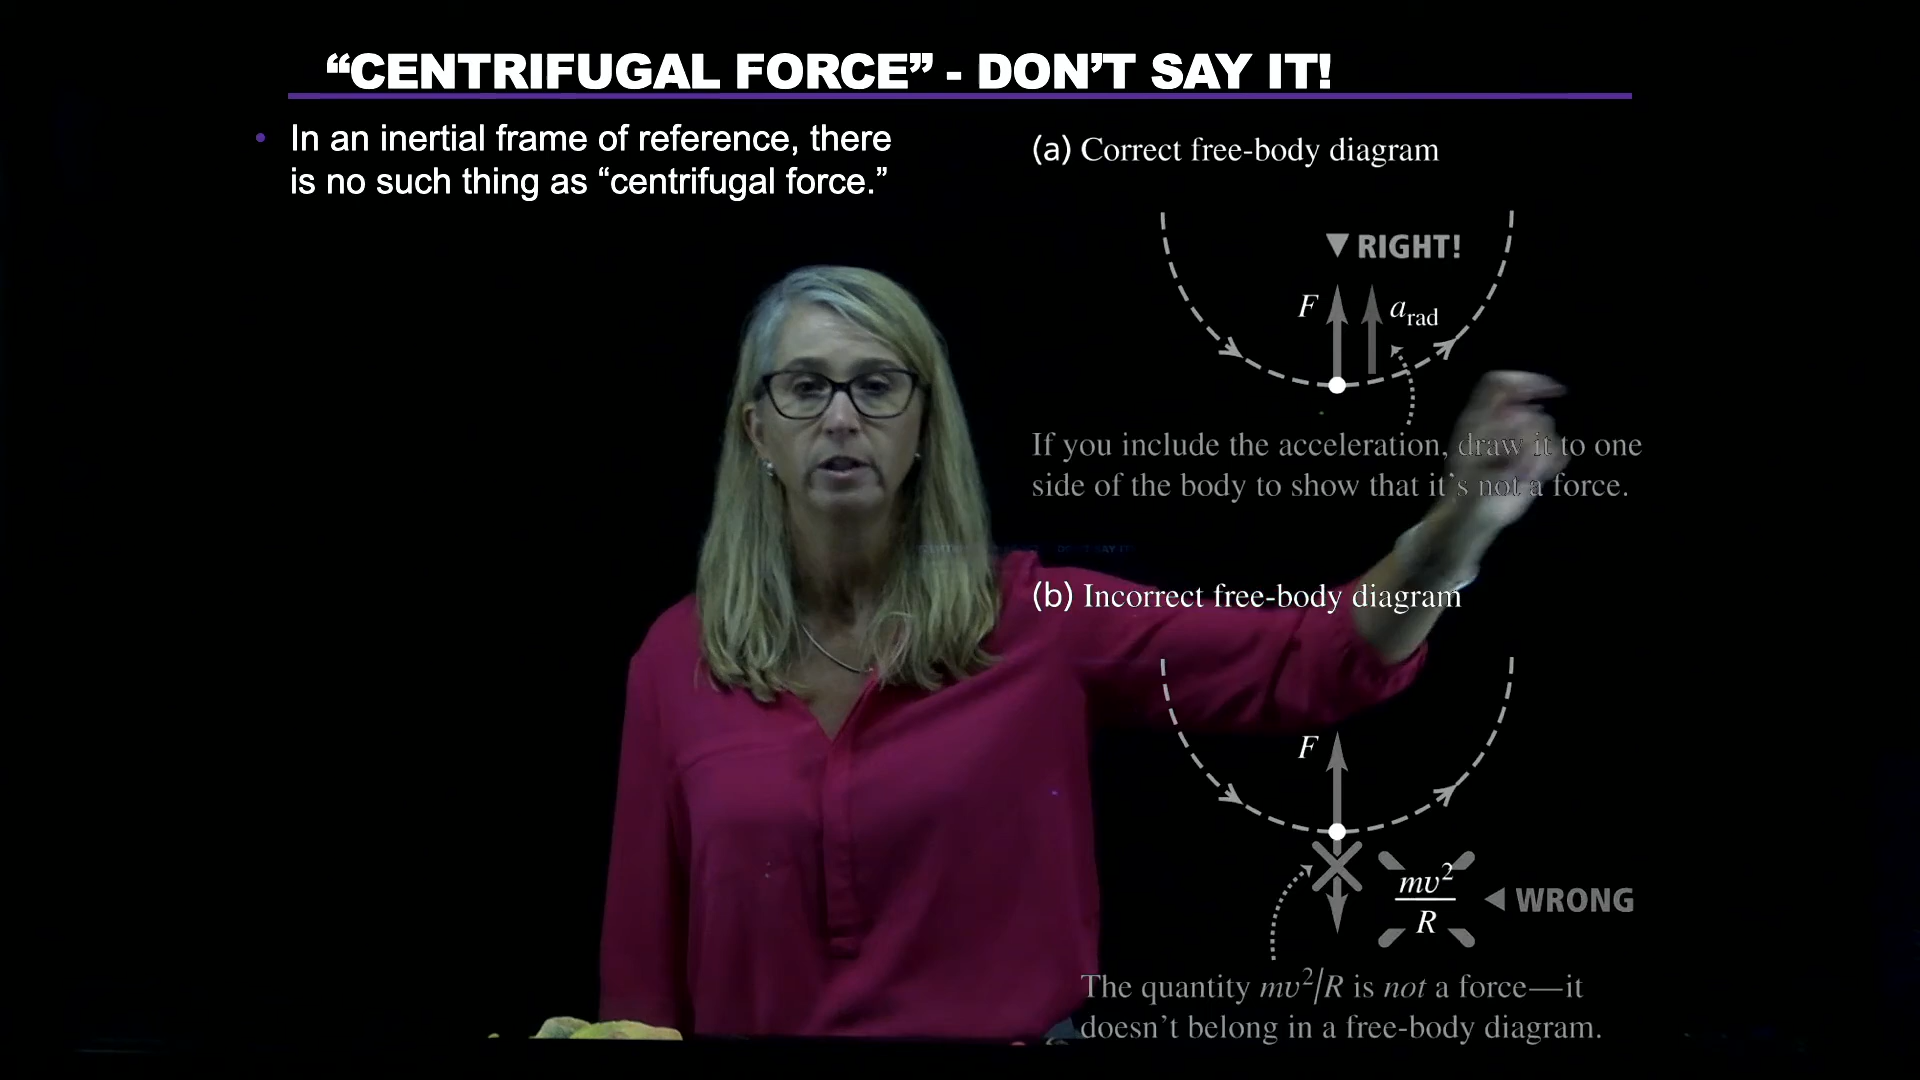 “CENTRIFUGAL FORCE” - DON’T SAY IT!
• In an inertial frame of reference, there
is no such thing as “centrifugal force.”
(a) Correct free-body diagram
RIGHT!
F
a rad
If you include the acceleration, draw it to one
side of the body to show that it’s not a force.
(b) Incorrect free-body diagram
F
mv²
R
WRONG
The quantity mv²/R is not a force—it
doesn’t belong in a free-body diagram.